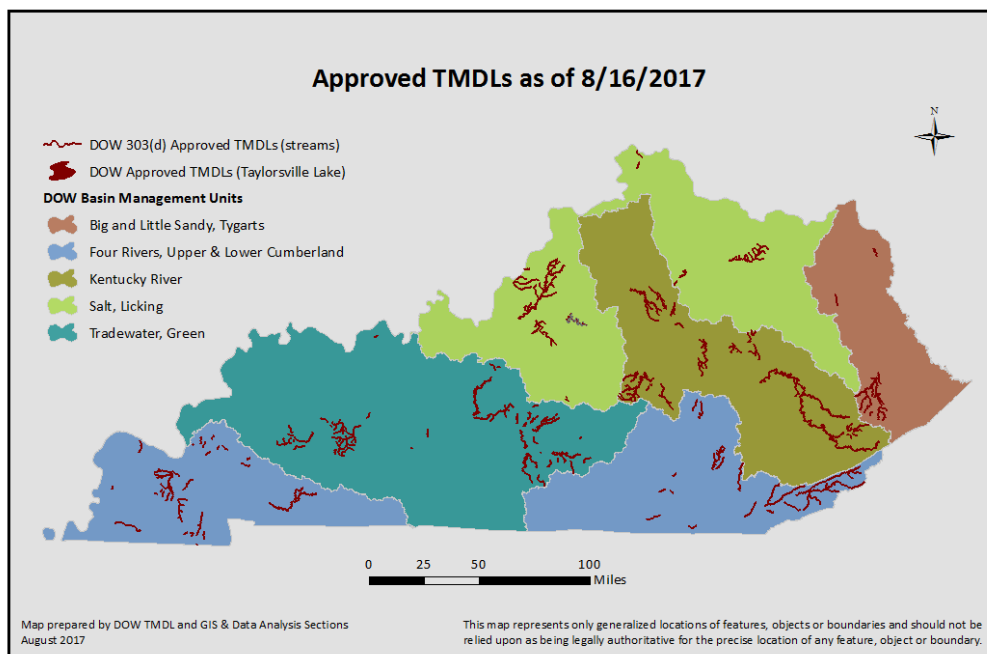 Approved TMDLs as of 8/16/2017
N
DOW 303(d) Approved TMDLs (streams)
DOW Approved TMDLs (Taylorsville Lake)
DOW Basin Management Units
Big and Little Sandy, Tygarts
Four Rivers, Upper & Lower Cumberland
Kentucky River
Salt, Licking
Tradewater, Green
0 25 50 100
Miles
Map prepared by DOW TMDL and GIS & Data Analysis Sections
August 2017
This map represents only generalized locations of features, objects or boundaries and should not be
relied upon as being legally authoritative for the precise location of any feature, object or boundary.